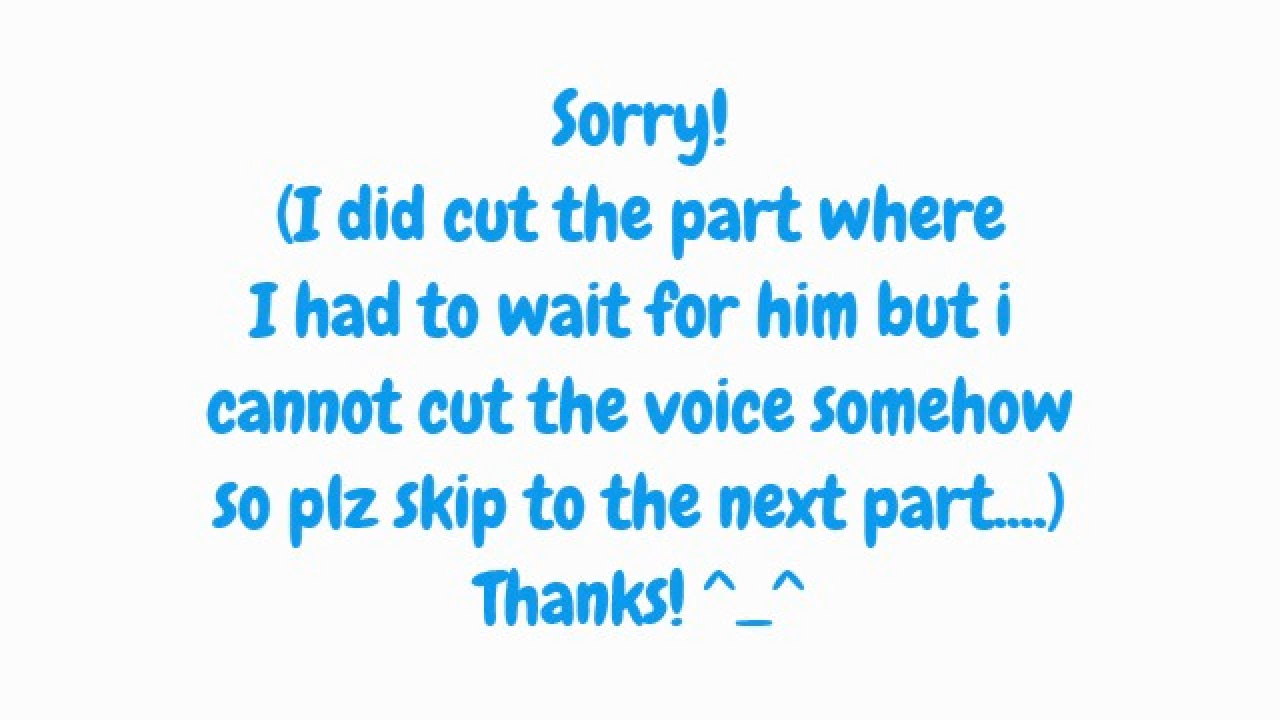 Sorry!
(I did cut the part where
I had to wait for him but i
cannot cut the voice somehow
so plz skip to the next part....)
Thanks! ^_^